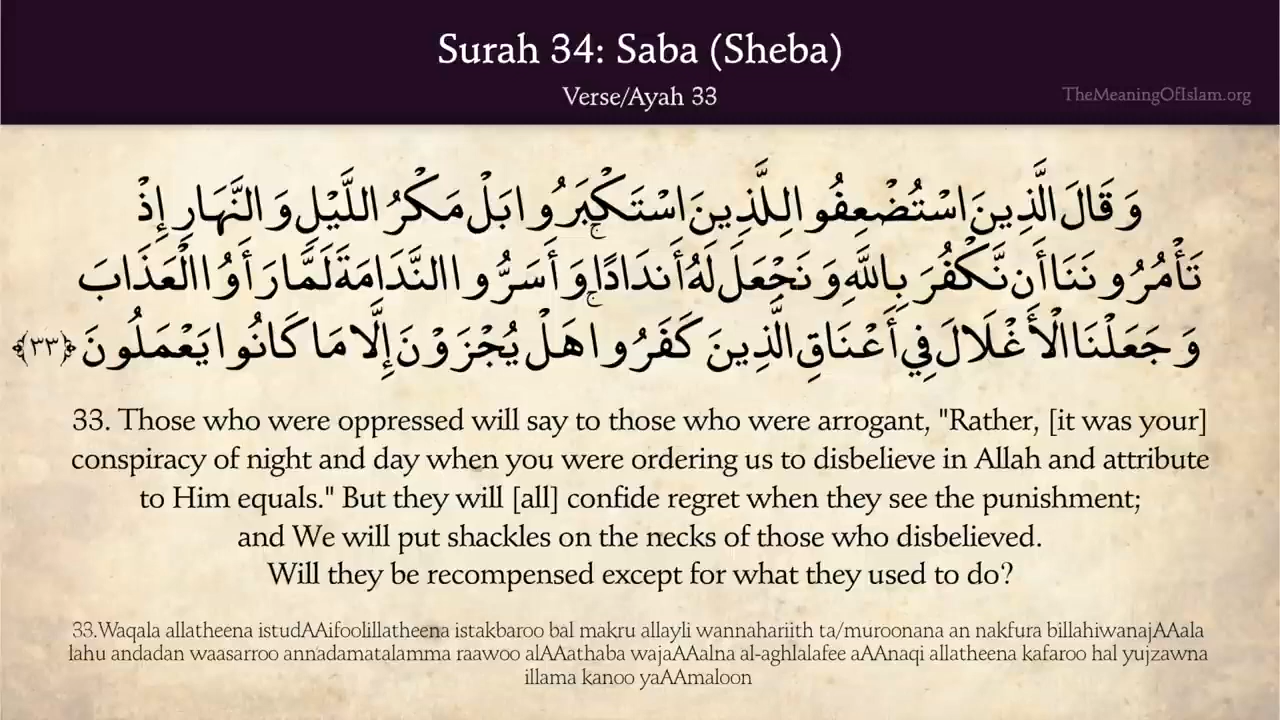 Surah 34: Saba (Sheba)
Verse/Ayah 33
TheMeaningOfIslam.org
وَقَالَ الَّذِينَ اسْتُضْعِفُوا لِلَّذِينَ اسْتَكْبَرُوا بَلْ مَكْرُ اللَّيْلِ وَالنَّهَارِ إِذْ
تَأْمُرُونَنَا أَن نَّكْفُرَ بِاللَّهِ وَنَجْعَلَ لَهُ أَندَادًا ۚ وَأَسَرُّوا النَّدَامَةَ لَمَّا رَأَوُا الْعَذَابَ
وَجَعَلْنَا الْأَغْلَالَ فِي أَعْنَاقِ الَّذِينَ كَفَرُوا ۚ هَلْ يُجْزَوْنَ إِلَّا مَا كَانُوا يَعْمَلُونَ ﴿٣٣﴾
33. Those who were oppressed will say to those who were arrogant, "Rather, [it was your]
conspiracy of night and day when you were ordering us to disbelieve in Allah and attribute
to Him equals." But they will [all] confide regret when they see the punishment;
and We will put shackles on the necks of those who disbelieved.
Will they be recompensed except for what they used to do?
33.Waqala allatheena istudAAifoolillatheena istakbaroo bal makru allayli wannahariith ta/muroonana an nakfura billahiwanajAAala
lahu andadan waasarroo annadamatalamma raawoo alAAathaba wajaAAalna al-aghlalafee aAAnaqi allatheena kafaroo hal yujzawna
illama kanoo yaAAmaloon